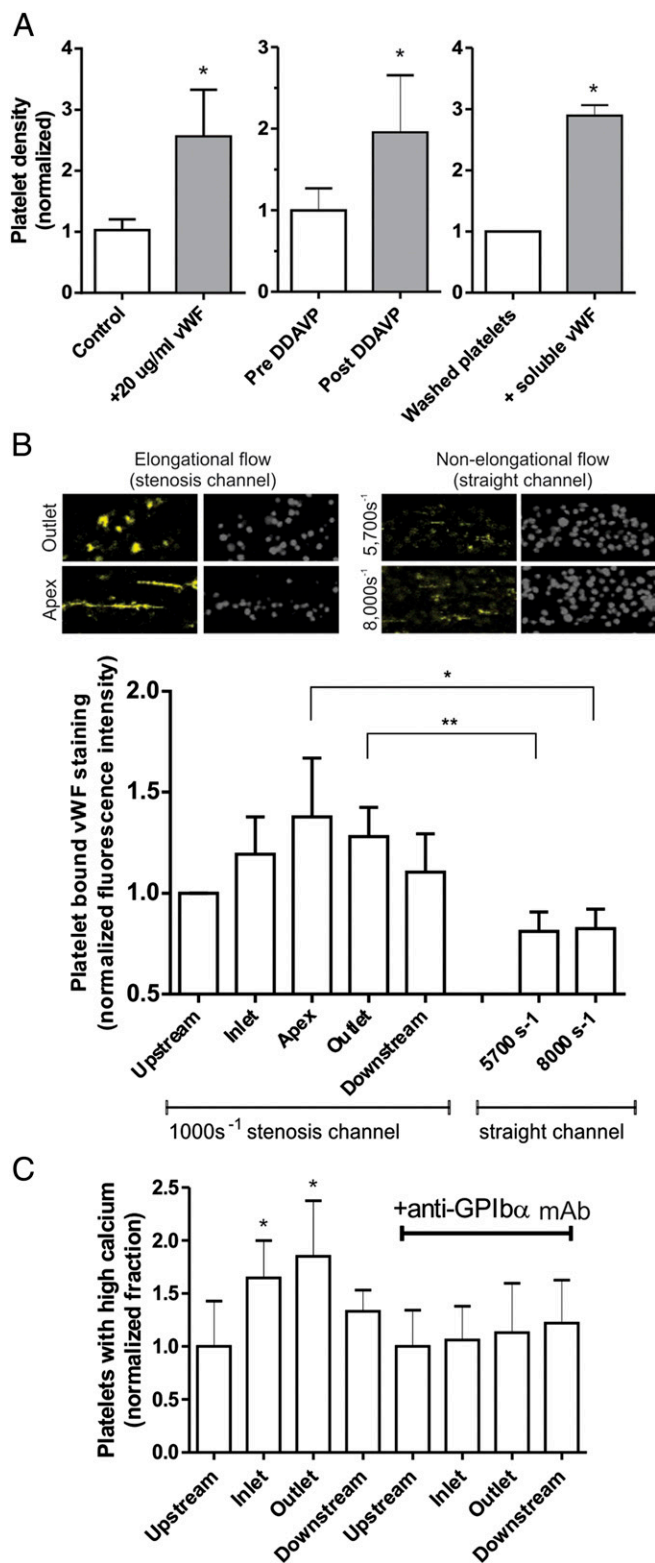 A
Platelet density
(normalized)
4
3
2
1
0
*
Control
+20 ug/ml vWF
3
2
1
0
*
Pre DDAVP
Post DDAVP
4
3
2
1
0
*
Washed platelets
+ soluble vWF
B
Elongational flow
(stenosis channel)
Non-elongational flow
(straight channel)
Outlet
Apex
5,700s⁻¹
8,000s⁻¹
Platelet bound vWF staining
(normalized fluorescence intensity)
2.0
1.5
1.0
0.5
*
**
Upstream
Inlet
Apex
Outlet
Downstream
5700 s-1
8000 s-1
1000s⁻¹ stenosis channel
straight channel
C
Platelets with high calcium
(normalized fraction)
2.5
2.0
1.5
1.0
0.5
0.0
*
*
+anti-GPIbα mAb
Upstream
Inlet
Outlet
Downstream
Upstream
Inlet
Outlet
Downstream